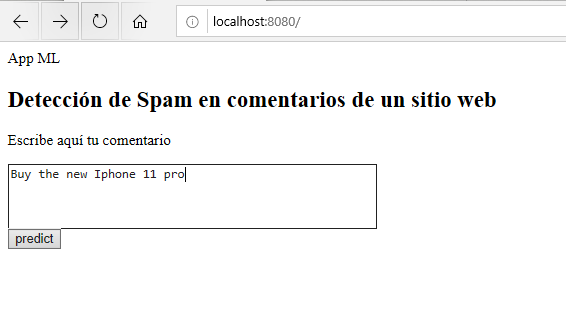 localhost:8080/
App ML
Detección de Spam en comentarios de un sitio web
Escribe aquí tu comentario
Buy the new Iphone 11 pro
predict